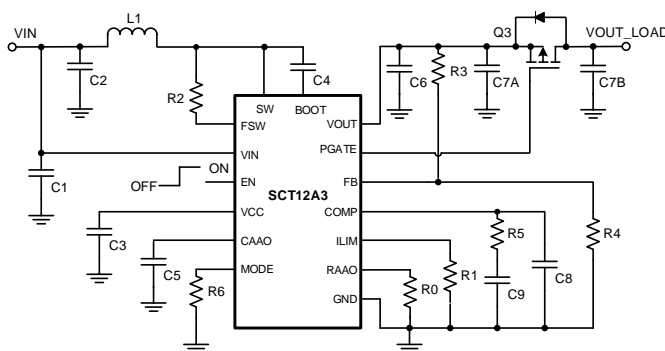 VIN
L1
C2
R2
C4
Q3
VOUT_LOAD
C6
R3
C7A
C7B
SW
BOOT
FSW
VOUT
VIN
PGATE
OFF
ON
EN
FB
SCT12A3
C1
VCC
COMP
C3
CAAO
ILIM
R5
R4
C5
MODE
RAAO
R6
GND
R0
R1
C9
C8